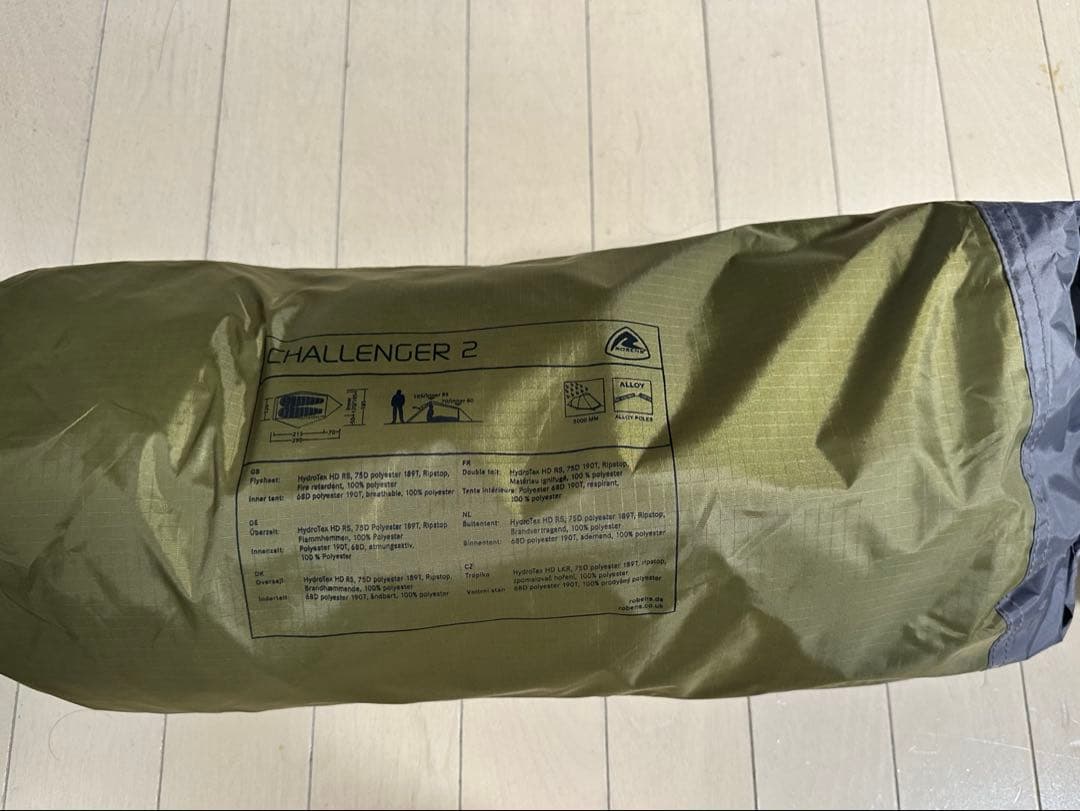 CHALLENGER 2
ROBENS
215
70
5000 MM
ALLOY
ALLOY POLES
GB
Flysheet: HydroTex HD RS, 75D polyester 189T, Ripstop,
Fire retardent, 100% polyester
Inner tent: 68D polyester 190T, breathable, 100% polyester
DE
Überzelt: HydroTex HD RS, 75D Polyester 189T, Ripstop
Flammhemmen, 100% polyester
Innenzelt: Polyester 190T, 68D, atmungsaktiv,
100 % Polyester
DK
Oversejl: HydroTex HD RS, 75D polyester 189T, Ripstop,
Brandhæmmende, 100% polyester
Indertelt: 68D polyester 190T, åndbart, 100% polyester
FR
Double toit: HydroTex HD RS, 75D 190T, Ripstop,
Matériau ignifugé, 100 % polyester
Tente intérieure: Polyester 68D 190T, respirant,
100 % polyester
NL
Buitentent: HydroTex HD RS, 75D polyester 189T, Ripstop,
Brandvertragend, 100% polyester
Binnentent: 68D polyester 190T, ademend, 100% polyester
CZ
Tropiko: HydroTex HD LKR, 75D polyester 189T, ripstop,
zpomalovač hoření, 100% polyester
Vnitrni stan: 68D polyester 190T, 100% prodyšný polyester
robens.de
robens.co.uk